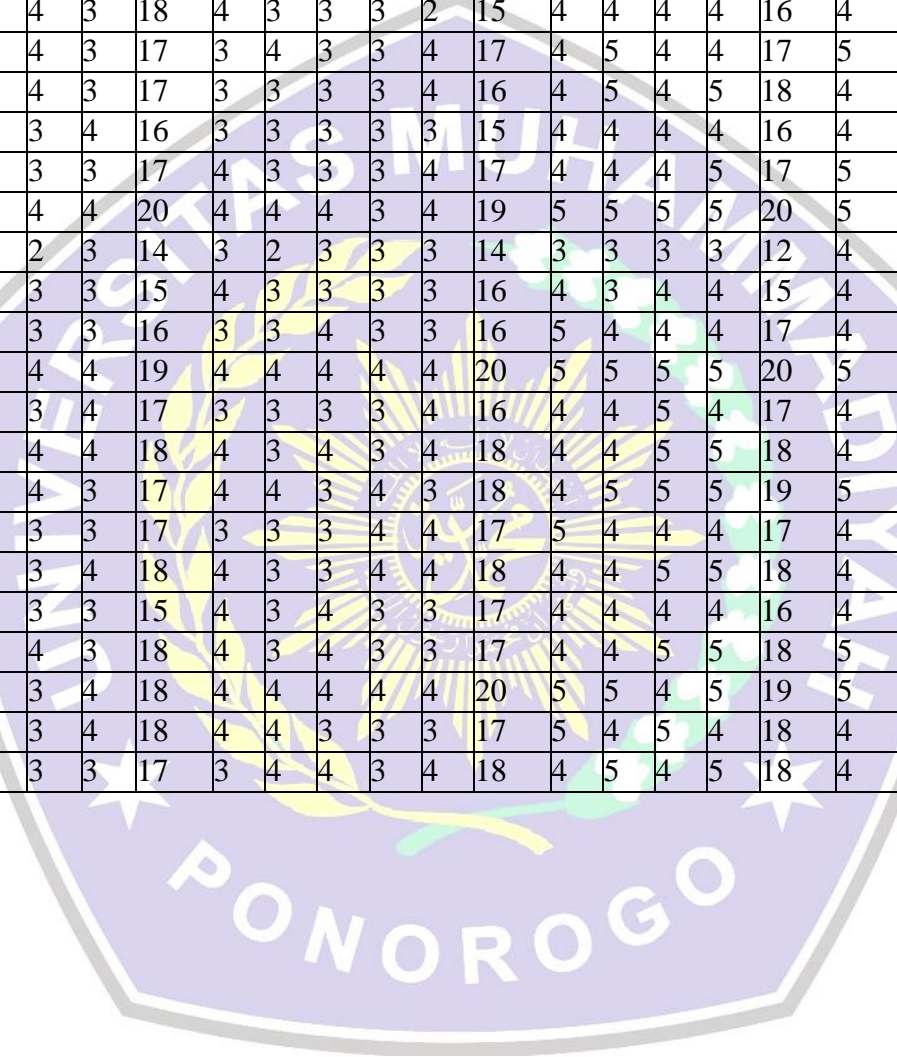 4 3 18 4 3 3 3 2 15 4 4 4 4 16 4
4 3 17 3 4 3 3 4 17 4 5 4 4 17 5
4 3 17 3 3 3 3 4 16 4 5 4 5 18 4
3 4 16 3 3 3 3 3 15 4 4 4 4 16 4
3 3 17 4 3 3 3 4 17 4 4 4 5 17 5
4 4 20 4 4 4 3 4 19 5 5 5 5 20 5
2 3 14 3 2 3 3 3 14 3 3 3 3 12 4
3 3 15 4 3 3 3 3 16 4 3 4 4 15 4
3 3 16 3 3 4 3 3 16 5 4 4 4 17 4
4 4 19 4 4 4 4 4 20 5 5 5 5 20 5
3 4 17 3 3 3 3 4 16 4 4 5 4 17 4
4 4 18 4 3 4 3 4 18 4 4 5 5 18 4
4 3 17 4 4 3 4 3 18 4 5 5 5 19 5
3 3 17 3 3 3 4 4 17 5 4 4 4 17 4
3 4 18 4 3 3 4 4 18 4 4 5 5 18 4
3 3 15 4 3 4 3 3 17 4 4 4 4 16 4
4 3 18 4 3 4 3 3 17 4 4 5 5 18 5
3 4 18 4 4 4 4 4 20 5 5 4 5 19 5
3 4 18 4 4 3 3 3 17 5 4 5 4 18 4
3 3 17 3 4 4 3 4 18 4 5 4 5 18 4
UNIVERSITAS MUHAMMADIYAH
PONOROGO